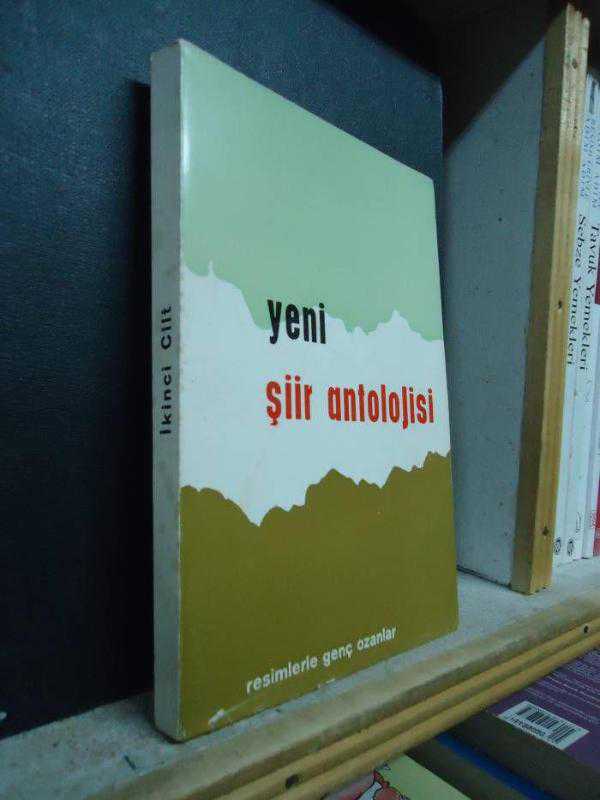 İkinci Cilt
yeni
şiir antolojisi
resimlerle genç ozanlar
Tavuk Yemekleri
Sebze Yemekleri